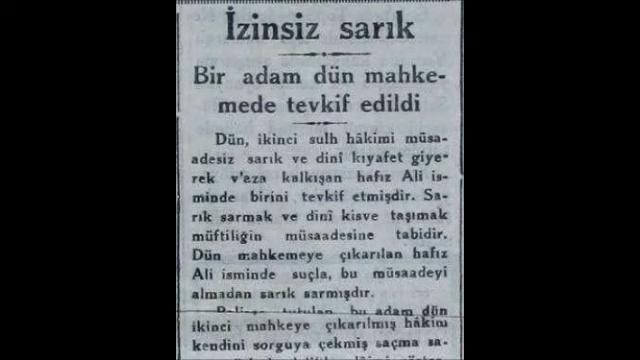 İzinsiz sarık
Bir adam dün mahke-
mede tevkif edildi
Dün, ikinci sulh hâkimi müsa-
adesiz sarık ve dinî kıyafet giye-
rek v'aza kalkışan hafız Ali is-
minde birini tevkif etmişdir. Sa-
rık sarmak ve dinî kisve taşımak
müftiliğin müsaadesine tabidir.
Dün mahkemeye çıkarılan hafız
Ali isminde suçla, bu müsaadeyi
almadan sarık sarmışdır.
tutulan bu adam dün
ikinci mahkeye çıkarılmış hâkim
kendini sorguya çekmiş saçma sa-